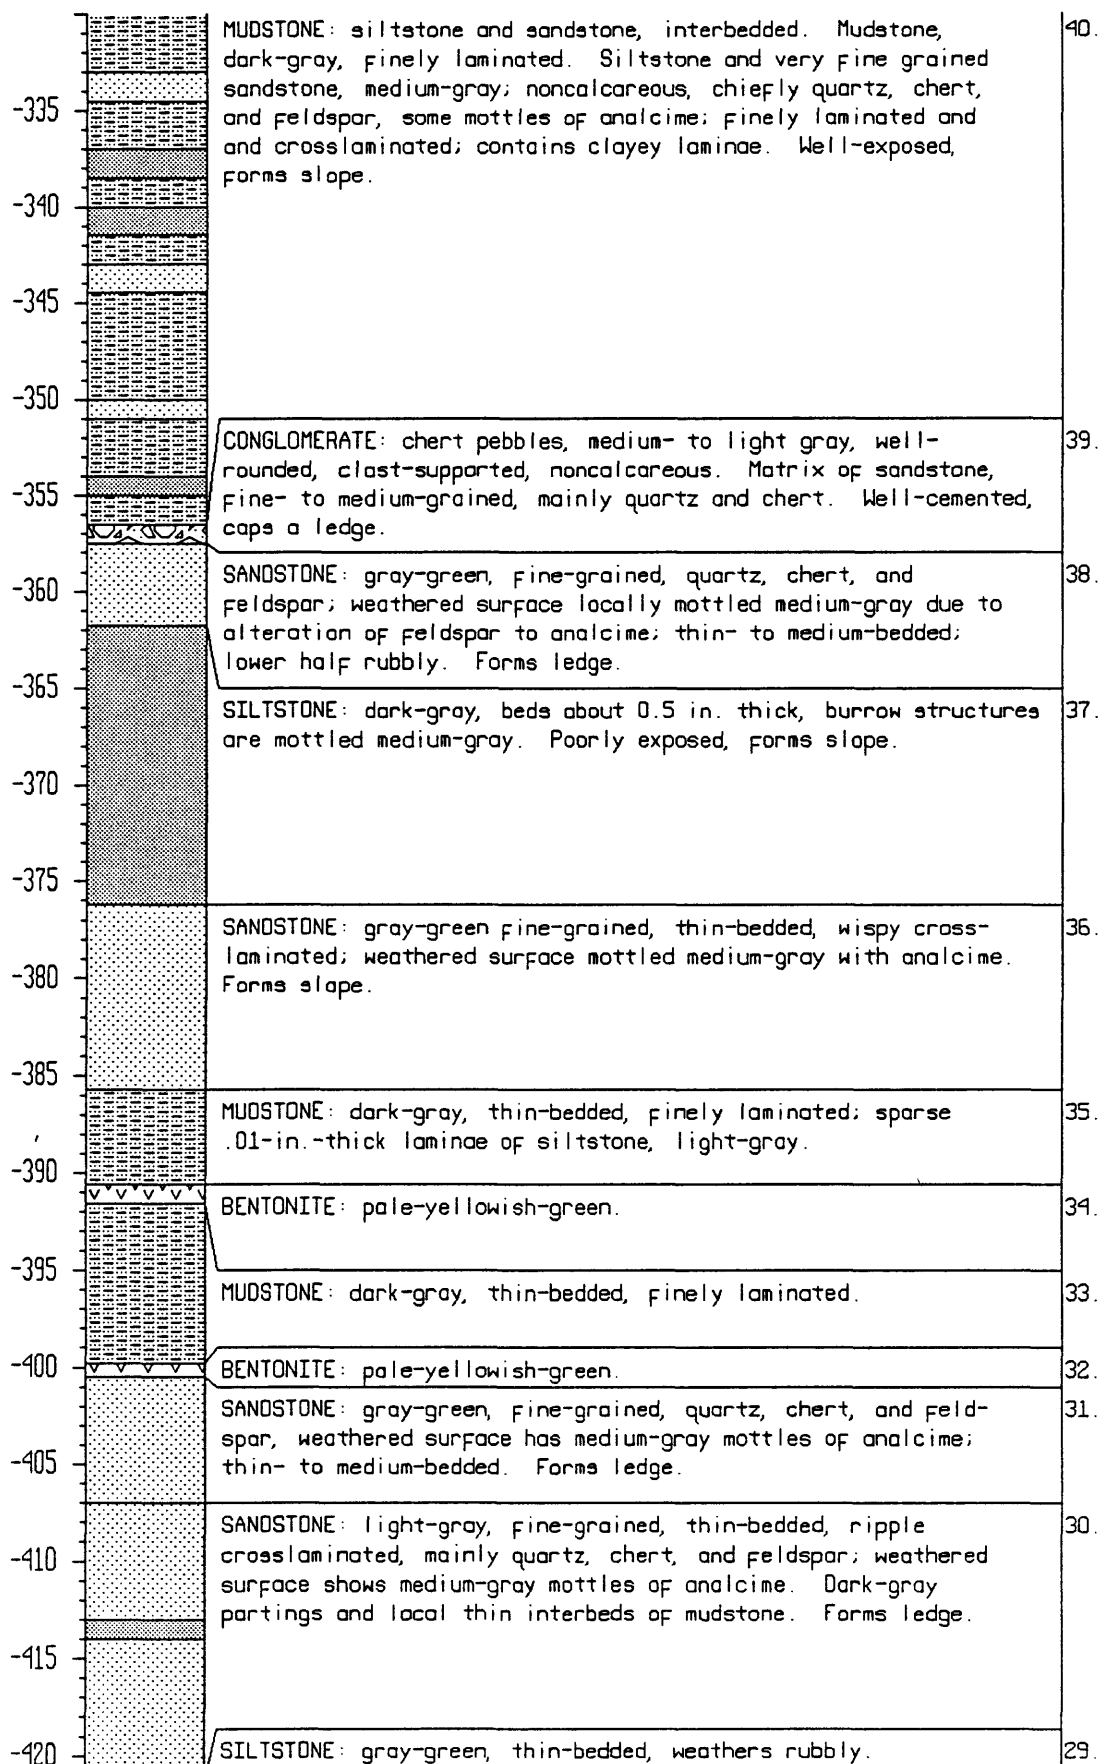 MUDSTONE: siltstone and sandstone, interbedded. Mudstone, 40.
dark-gray, finely laminated. Siltstone and very fine grained
sandstone, medium-gray; noncalcareous, chiefly quartz, chert,
-335 and feldspar, some mottles of analcime; finely laminated and
and crosslaminated; contains clayey laminae. Well-exposed,
forms slope.
-340
-345
-350
CONGLOMERATE: chert pebbles, medium- to light gray, well- 39.
rounded, clast-supported, noncalcareous. Matrix of sandstone,
-355 fine- to medium-grained, mainly quartz and chert. Well-cemented,
caps a ledge.
SANDSTONE: gray-green, fine-grained, quartz, chert, and 38.
-360 feldspar; weathered surface locally mottled medium-gray due to
alteration of feldspar to analcime; thin- to medium-bedded;
lower half rubbly. Forms ledge.
-365
SILTSTONE: dark-gray, beds about 0.5 in. thick, burrow structures 37.
are mottled medium-gray. Poorly exposed, forms slope.
-370
-375
SANDSTONE: gray-green fine-grained, thin-bedded, wispy cross- 36.
laminated; weathered surface mottled medium-gray with analcime.
-380 Forms slope.
-385
MUDSTONE: dark-gray, thin-bedded, finely laminated; sparse 35.
.01-in.-thick laminae of siltstone, light-gray.
-390
BENTONITE: pale-yellowish-green. 34.
-395
MUDSTONE: dark-gray, thin-bedded, finely laminated. 33.
-400 BENTONITE: pale-yellowish-green. 32.
SANDSTONE: gray-green, fine-grained, quartz, chert, and feld- 31.
spar, weathered surface has medium-gray mottles of analcime;
-405 thin- to medium-bedded. Forms ledge.
SANDSTONE: light-gray, fine-grained, thin-bedded, ripple 30.
-410 crosslaminated, mainly quartz, chert, and feldspar; weathered
surface shows medium-gray mottles of analcime. Dark-gray
partings and local thin interbeds of mudstone. Forms ledge.
-415
-420 SILTSTONE: gray-green, thin-bedded, weathers rubbly. 29.